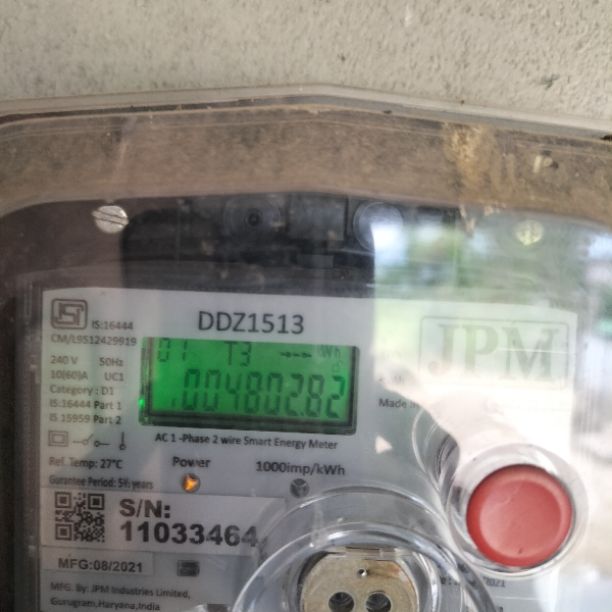 DDZ1513
IS:16444
CM/L9512429919
JPM
01 T3 kWh
004802.82
240 V 50Hz
10(60)A UC1
Category : D1
IS:16444 Part 1
IS 15959 Part 2
Made in
AC 1 -Phase 2 wire Smart Energy Meter
Ref. Temp: 27°C
Power
1000imp/kWh
Gurantee Period: 5½ years
S/N:
11033464
MFG:08/2021
MFG. By: JPM Industries Limited,
Gurugram,Haryana,India